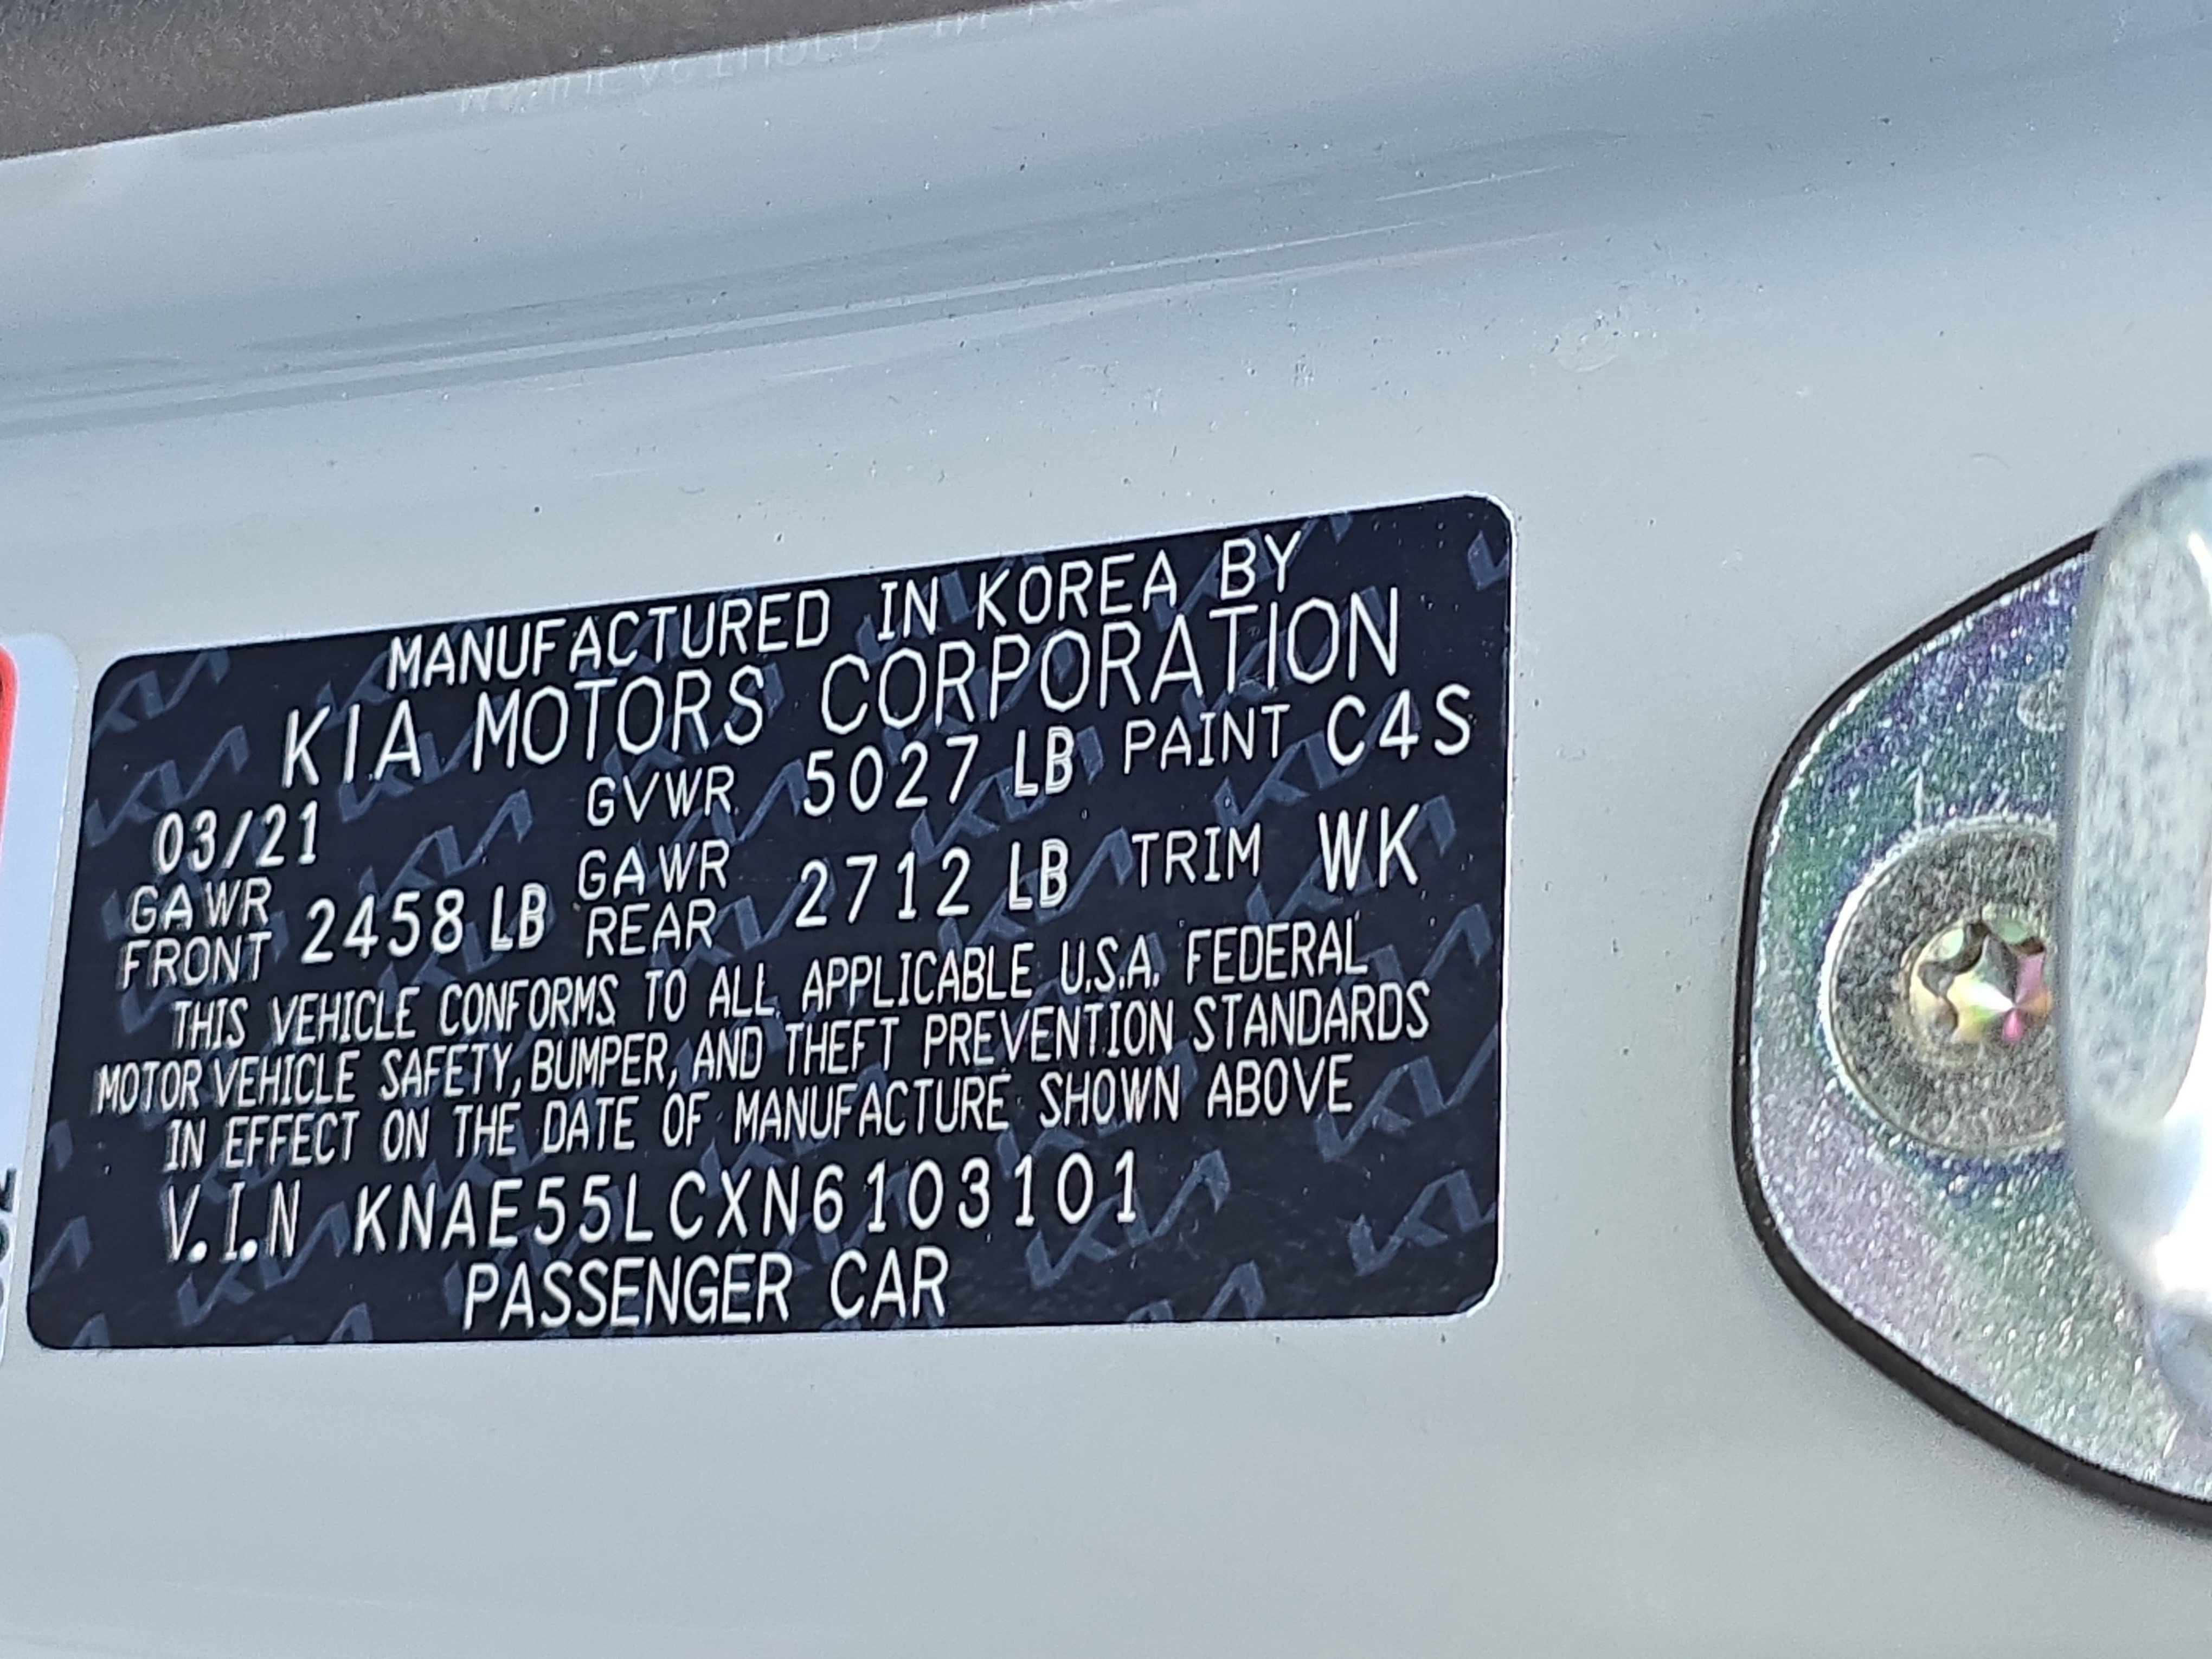 MANUFACTURED IN KOREA BY
KIA MOTORS CORPORATION
03/21 GVWR 5027 LB PAINT C4S
GAWR FRONT 2458 LB GAWR REAR 2712 LB TRIM WK
THIS VEHICLE CONFORMS TO ALL APPLICABLE U.S.A. FEDERAL
MOTOR VEHICLE SAFETY, BUMPER, AND THEFT PREVENTION STANDARDS
IN EFFECT ON THE DATE OF MANUFACTURE SHOWN ABOVE
V.I.N KNAE55LCXN6103101
PASSENGER CAR